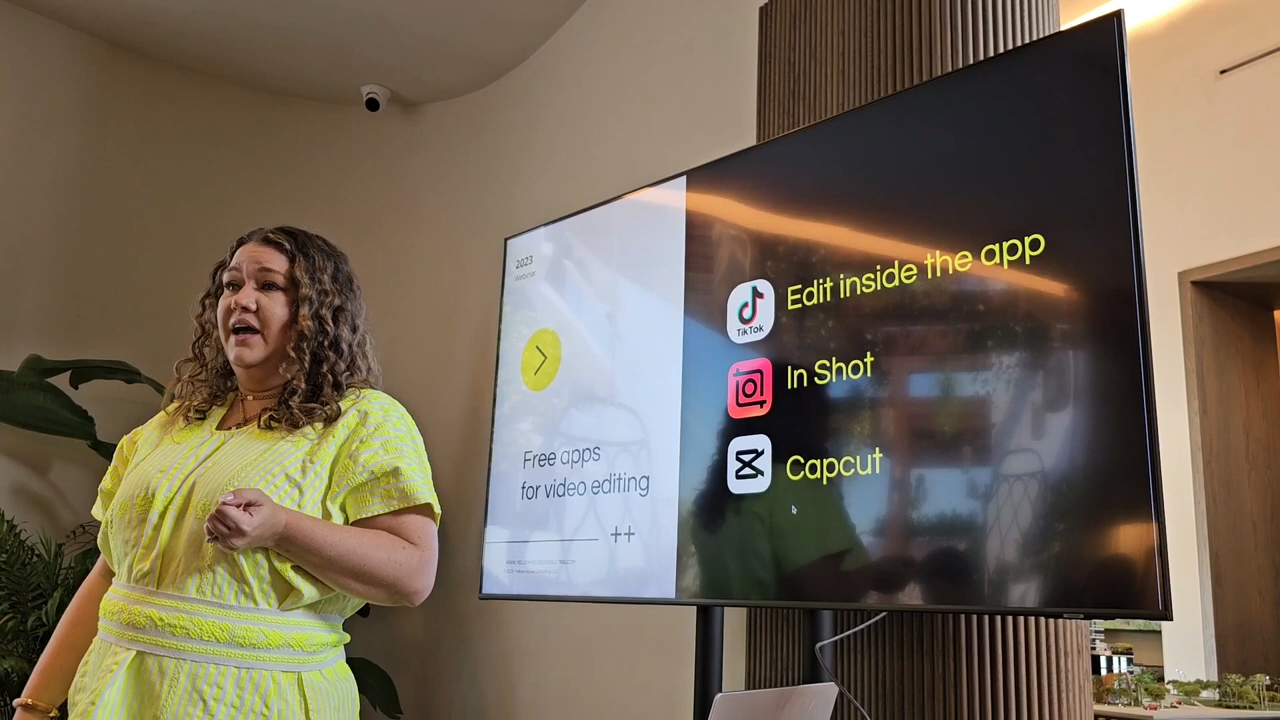 2023
Webinar
Free apps
for video editing
++
TikTok
Edit inside the app
In Shot
Capcut